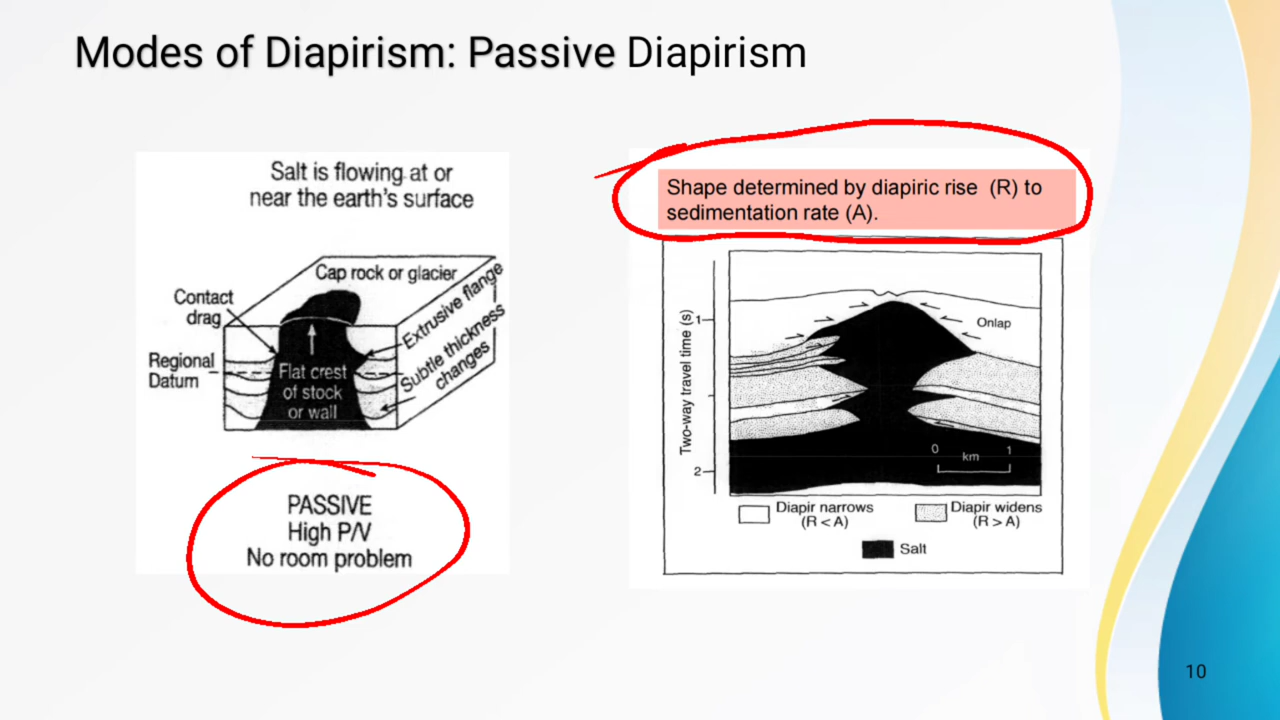 Modes of Diapirism: Passive Diapirism
Salt is flowing at or
near the earth's surface
Cap rock or glacier
Contact
drag
Extrusive flange
Regional
Datum
Subtle thickness
changes
Flat crest
of stock
or wall
PASSIVE
High P/V
No room problem
Shape determined by diapiric rise (R) to
sedimentation rate (A).
Two-way travel time (s)
1
2
Onlap
0 1
km
Diapir narrows
(R < A)
Diapir widens
(R > A)
Salt
10